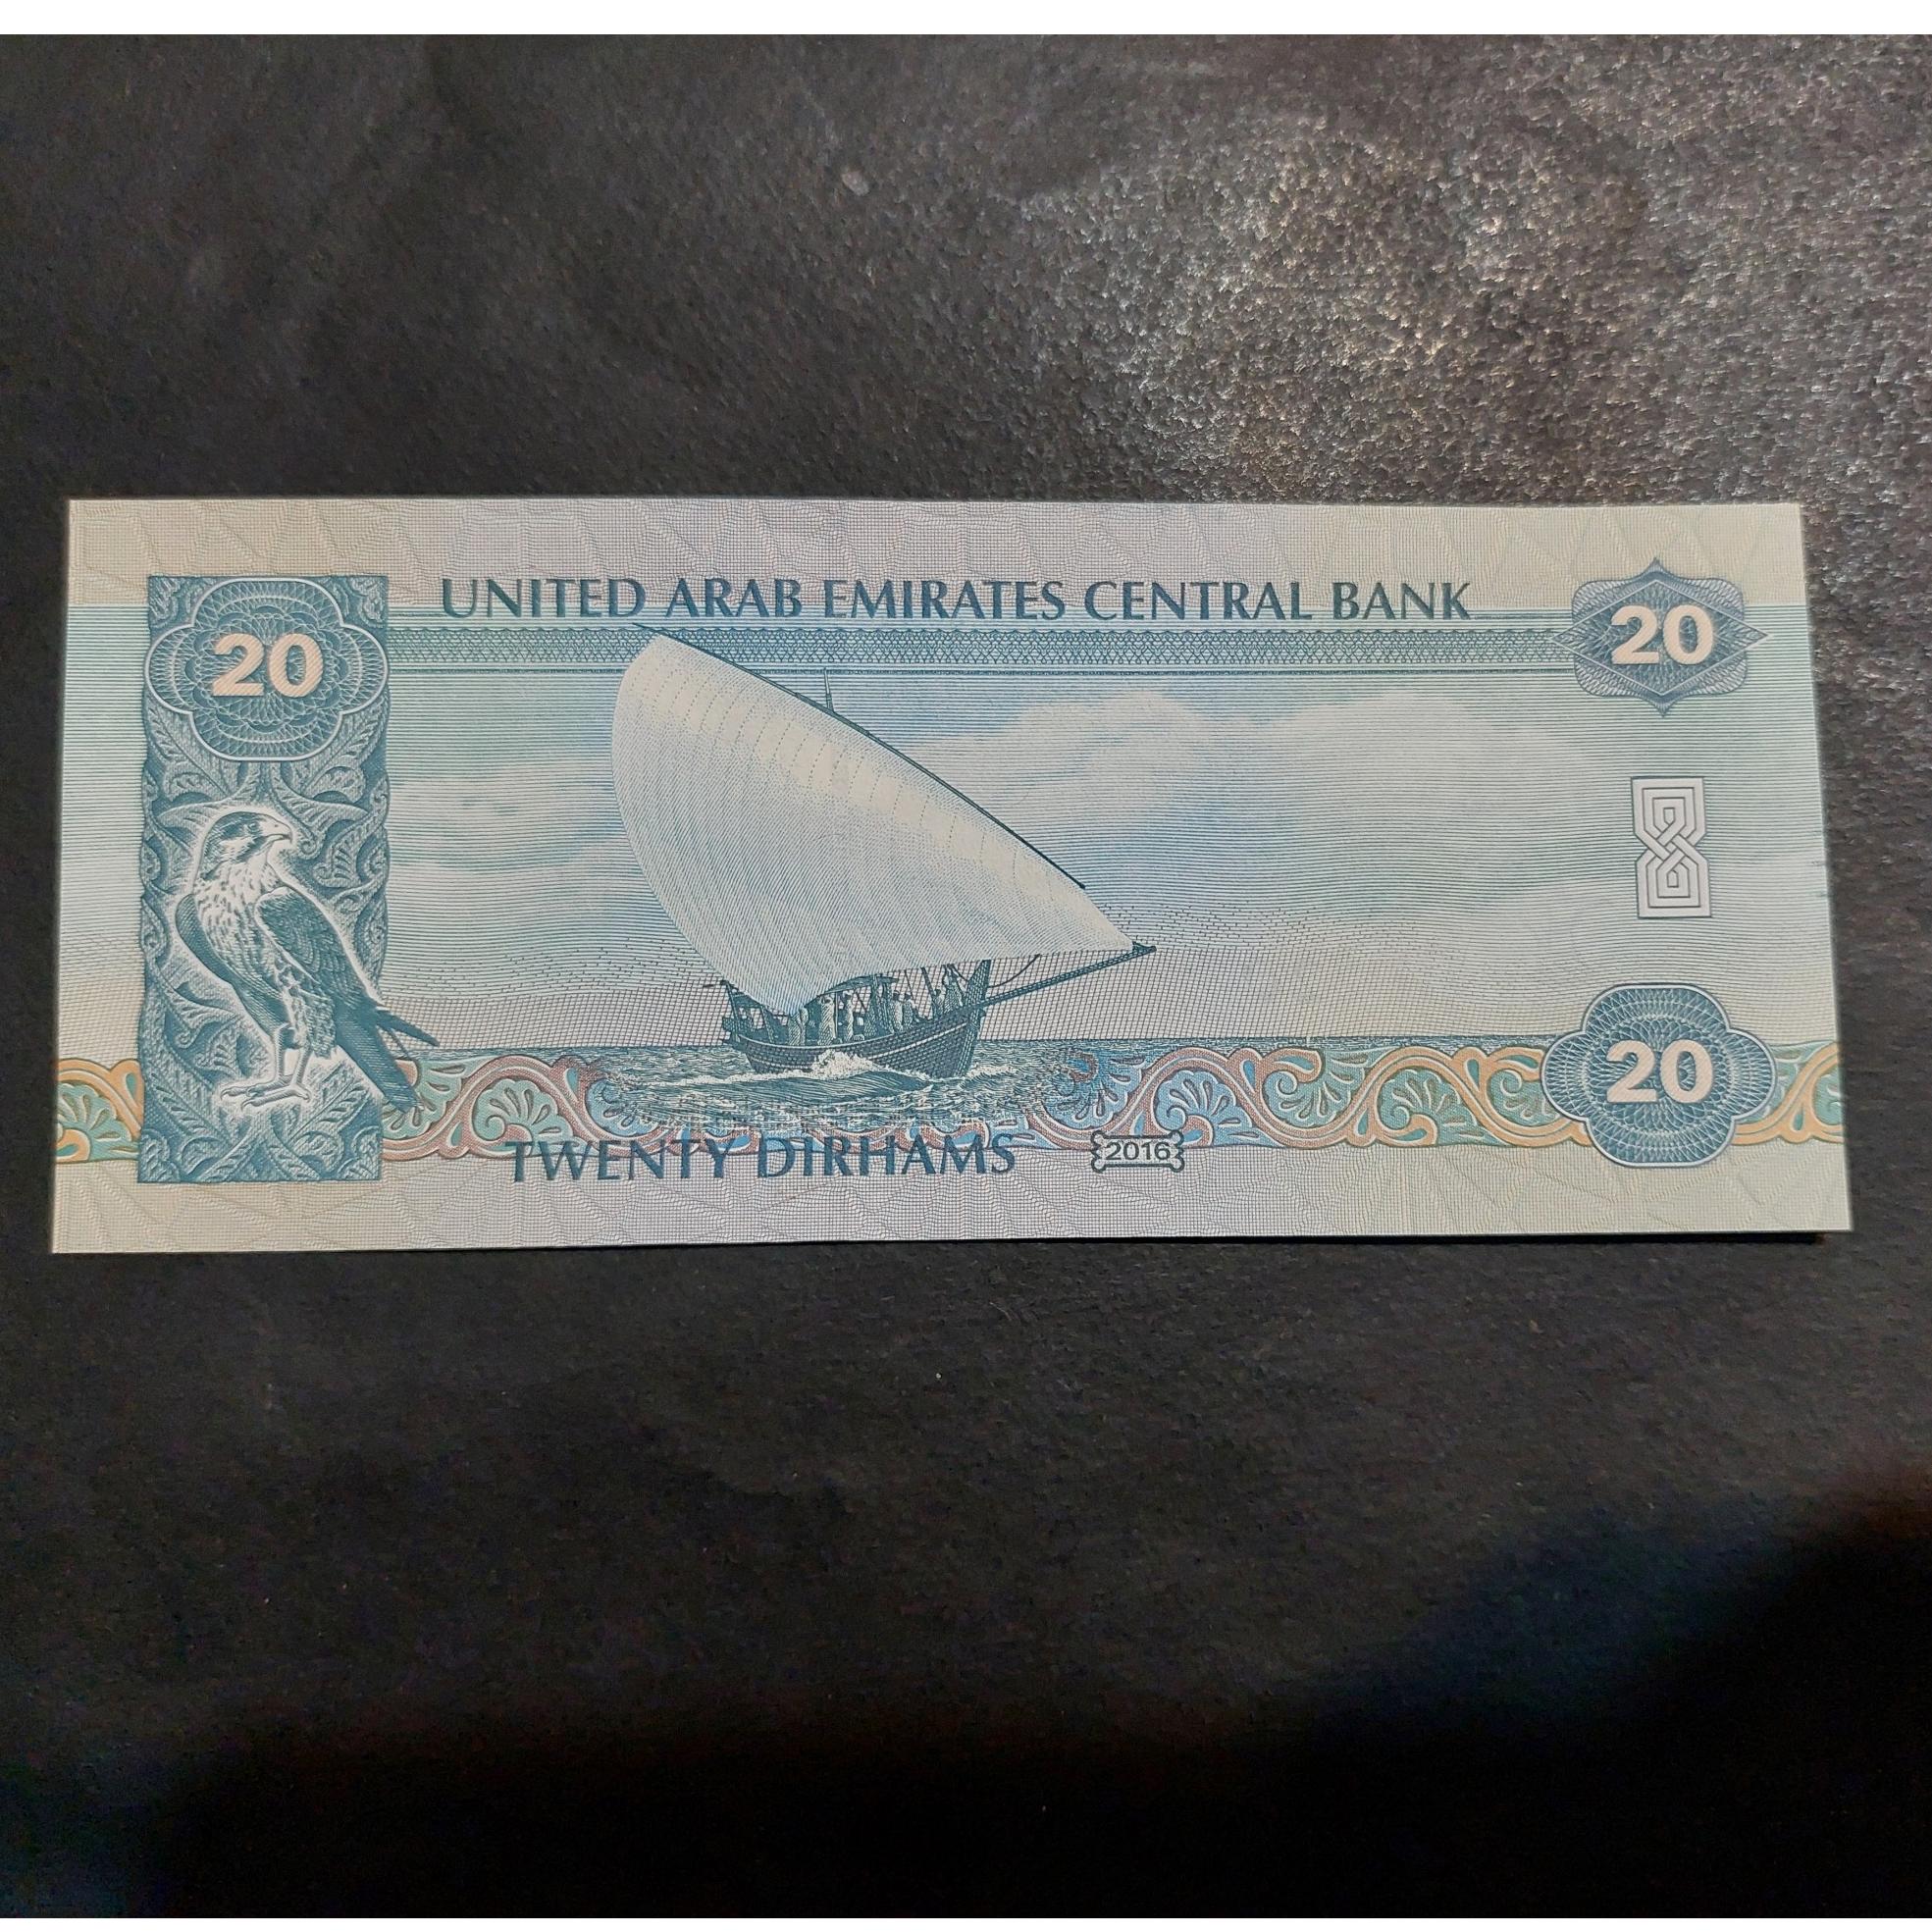 UNITED ARAB EMIRATES CENTRAL BANK
20
20
20
TWENTY DIRHAMS
2016